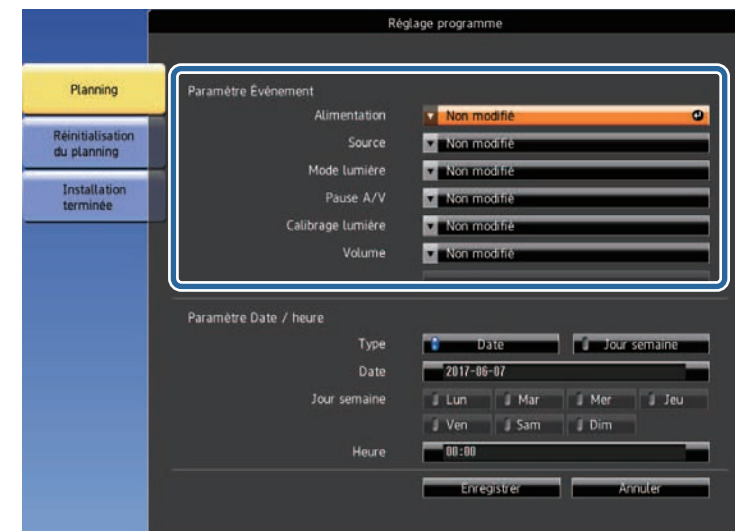 Réglage programme
Planning
Réinitialisation
du planning
Installation
terminée
Paramètre Événement
Alimentation Non modifié
Source Non modifié
Mode lumière Non modifié
Pause A/V Non modifié
Calibrage lumière Non modifié
Volume Non modifié
Paramètre Date / heure
Type Date Jour semaine
Date 2017-06-07
Jour semaine Lun Mar Mer Jeu
Ven Sam Dim
Heure 00:00
Enregistrer Annuler